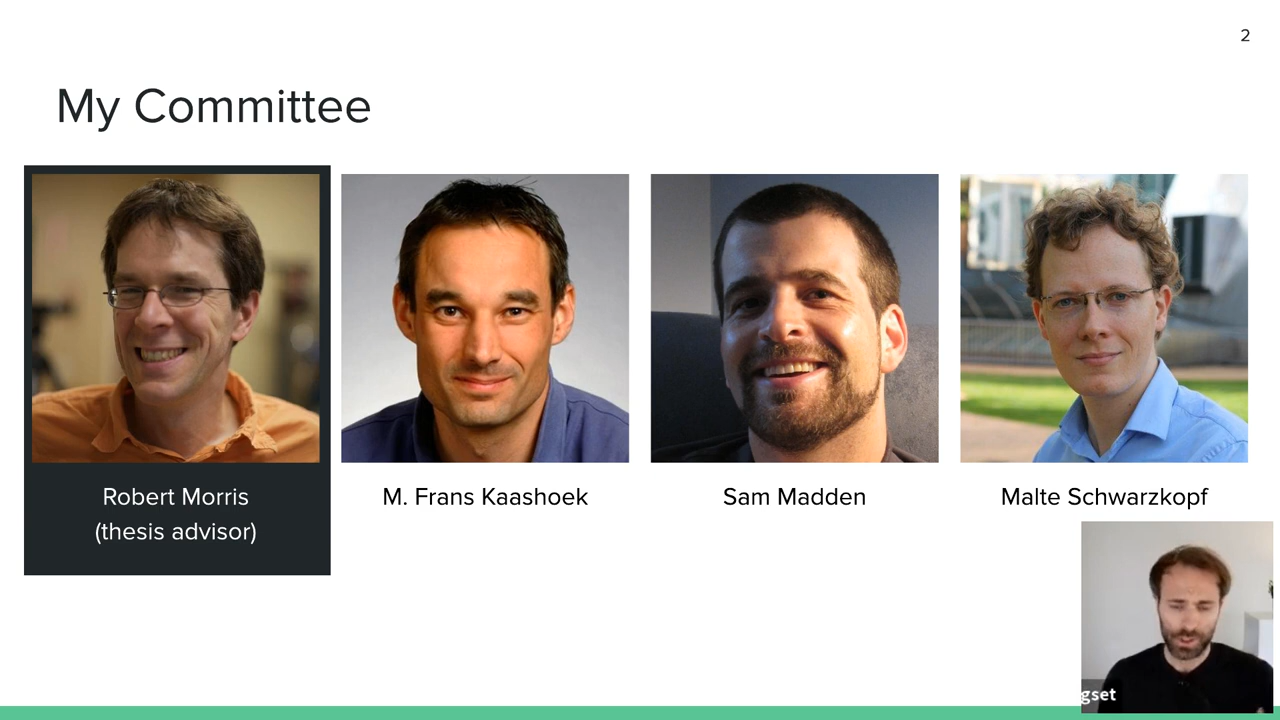 2
My Committee
Robert Morris
(thesis advisor)
M. Frans Kaashoek
Sam Madden
Malte Schwarzkopf
gset